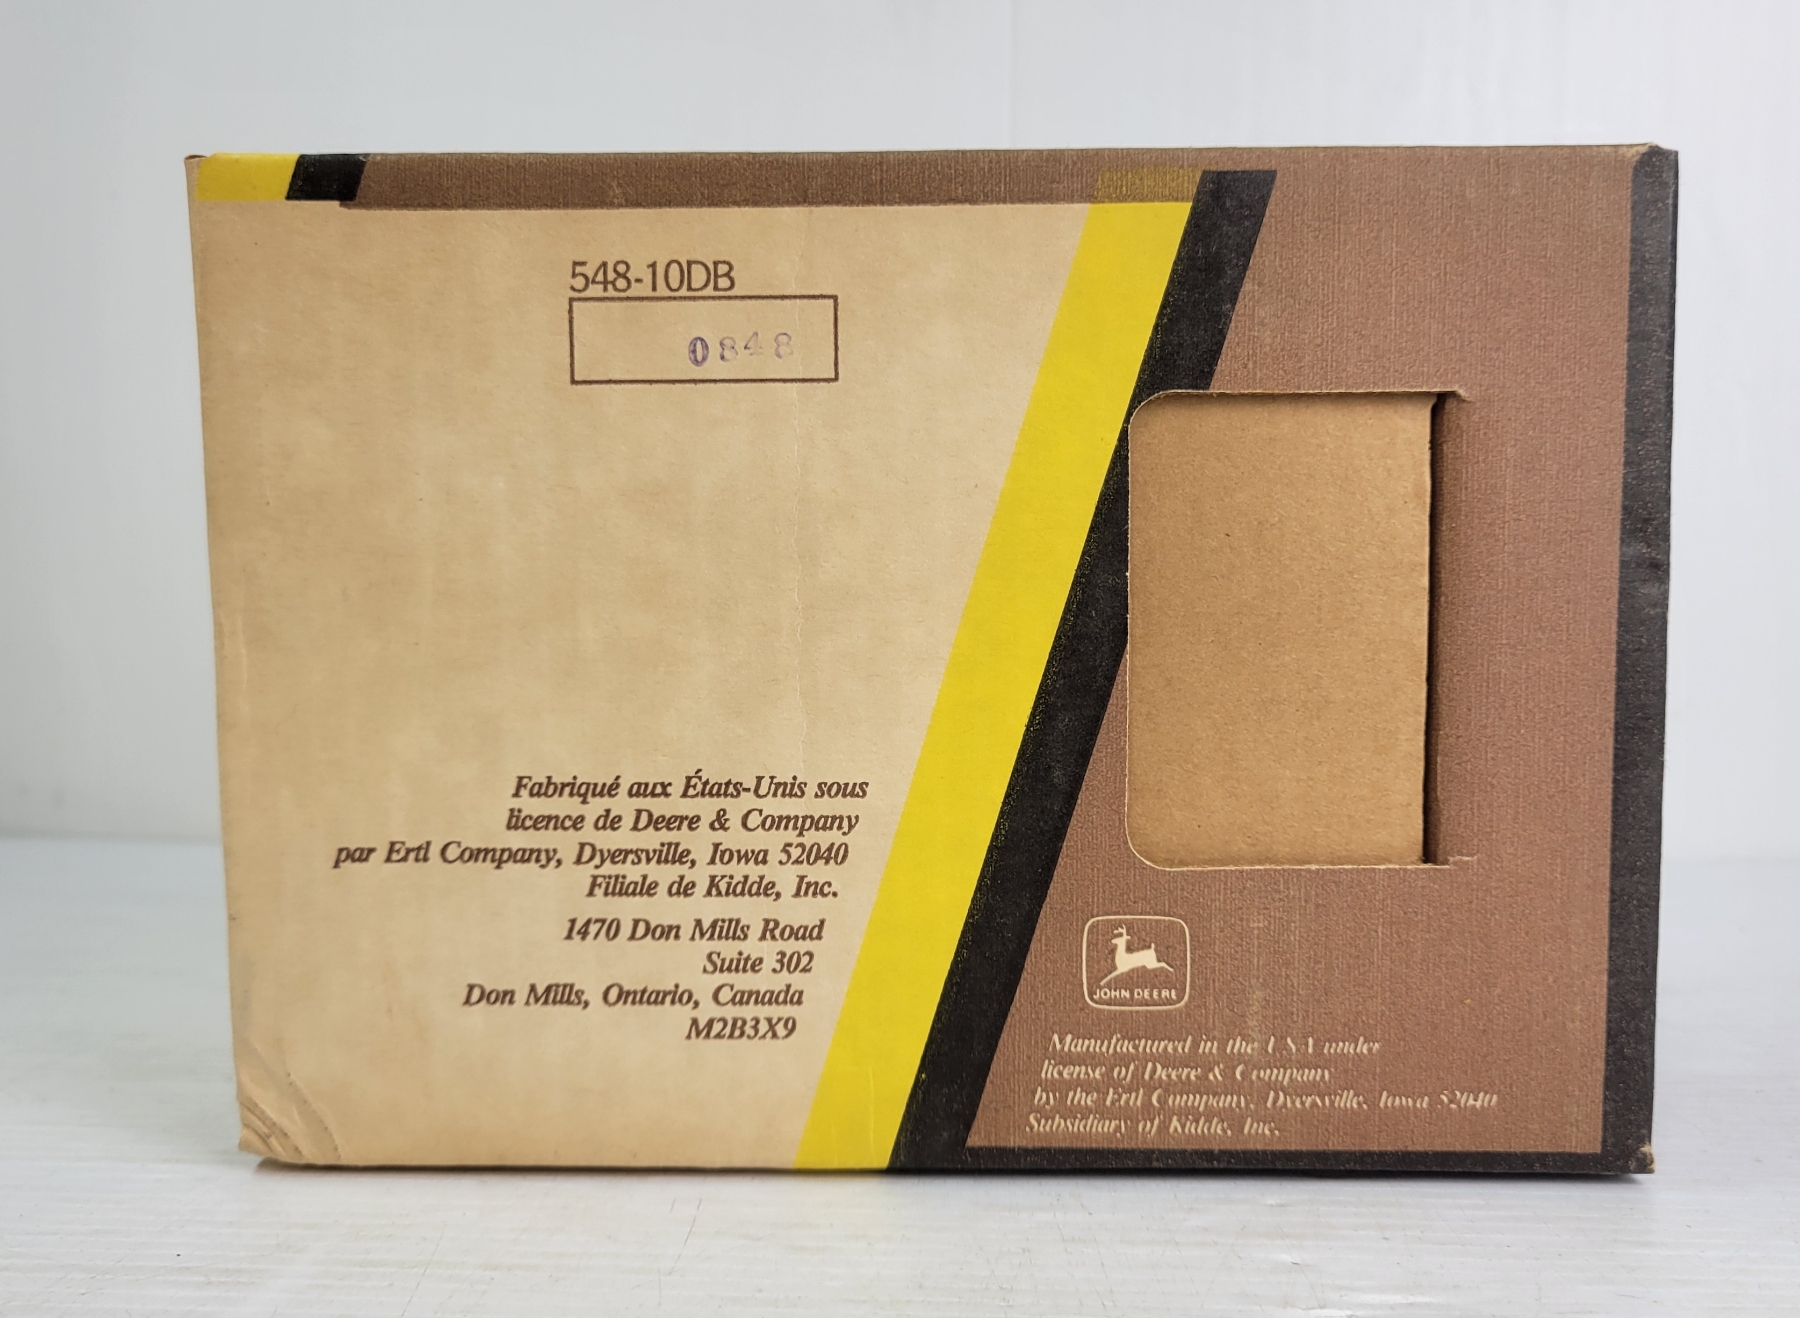 548-10DB
0848
Fabriqué aux États-Unis sous
licence de Deere & Company
par Ertl Company, Dyersville, Iowa 52040
Filiale de Kidde, Inc.
1470 Don Mills Road
Suite 302
Don Mills, Ontario, Canada
M2B3X9
JOHN DEERE
Manufactured in the USA under
license of Deere & Company
by the Ertl Company, Dyersville, Iowa 52040
Subsidiary of Kidde, Inc.